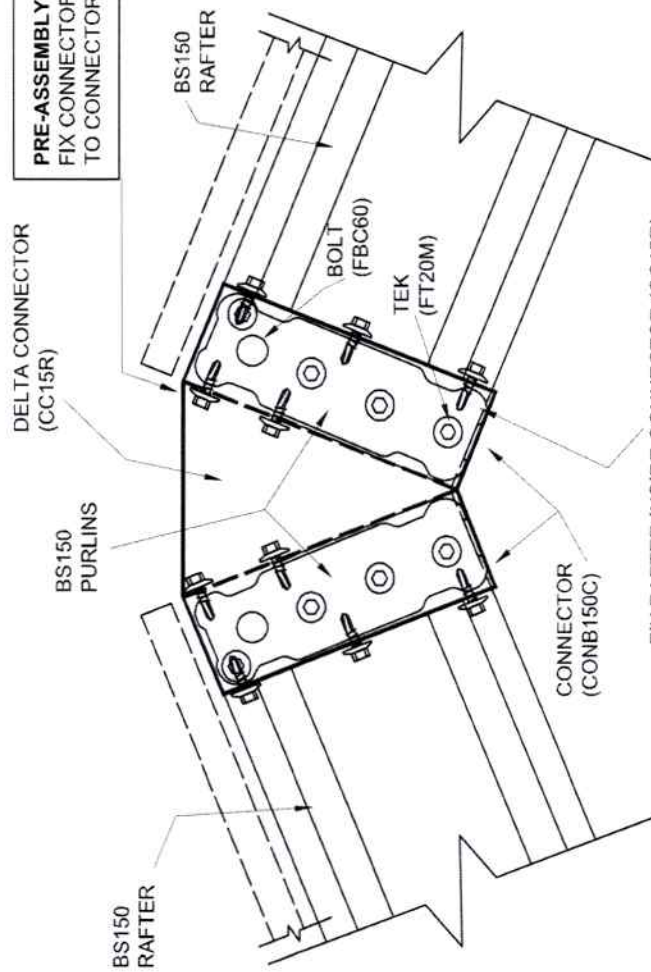 PRE-ASSEMBLY
FIX CONNECTOR
TO CONNECTOR
DELTA CONNECTOR
(CC15R)
BS150
RAFTER
BS150
PURLINS
BOLT
(FBC60)
TEK
(FT20M)
BS150
RAFTER
CONNECTOR
(CONB150C)